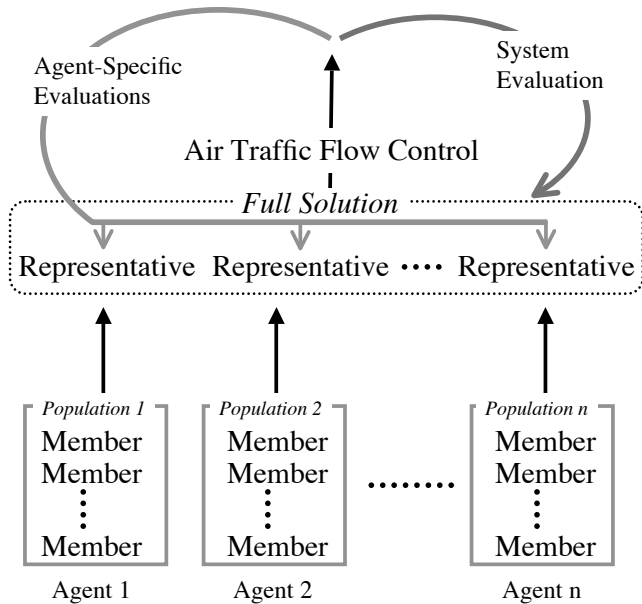 Agent-Specific
Evaluations
System
Evaluation
Air Traffic Flow Control
Full Solution
Representative Representative •••• Representative
Population 1 Population 2 Population n
Member Member Member
Member Member Member
Member Member Member
Agent 1 Agent 2 Agent n